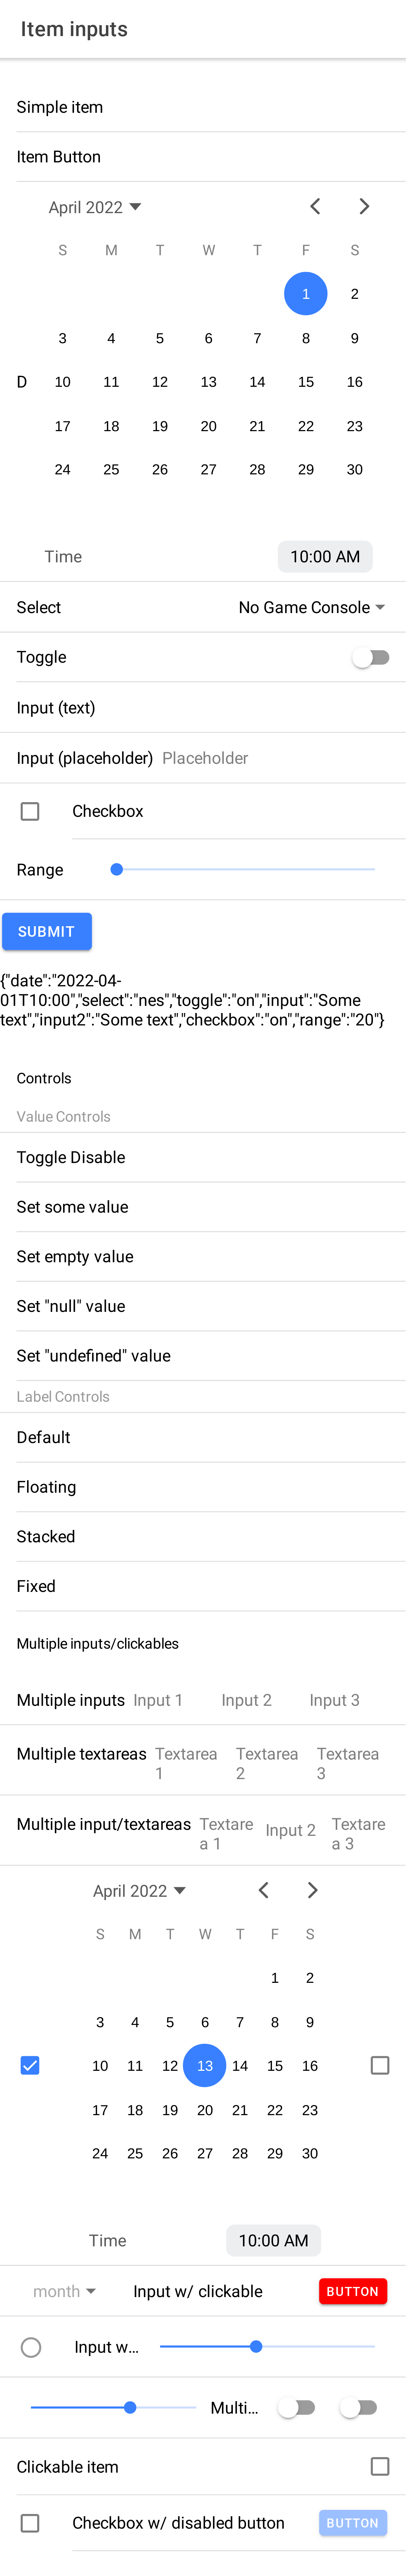 Item inputs
Simple item
Item Button
April 2022
S M T W T F S
1 2
3 4 5 6 7 8 9
D 10 11 12 13 14 15 16
17 18 19 20 21 22 23
24 25 26 27 28 29 30
Time 10:00 AM
Select No Game Console
Toggle
Input (text)
Input (placeholder) Placeholder
Checkbox
Range
SUBMIT
{"date":"2022-04-
01T10:00","select":"nes","toggle":"on","input":"Some
text","input2":"Some text","checkbox":"on","range":"20"}
Controls
Value Controls
Toggle Disable
Set some value
Set empty value
Set "null" value
Set "undefined" value
Label Controls
Default
Floating
Stacked
Fixed
Multiple inputs/clickables
Multiple inputs Input 1 Input 2 Input 3
Multiple textareas Textarea Textarea Textarea
1 2 3
Multiple input/textareas Textare Input 2 Textare
a 1 a 3
April 2022
S M T W T F S
1 2
3 4 5 6 7 8 9
10 11 12 13 14 15 16
17 18 19 20 21 22 23
24 25 26 27 28 29 30
Time 10:00 AM
month Input w/ clickable BUTTON
Input w...
Multi...
Clickable item
Checkbox w/ disabled button BUTTON